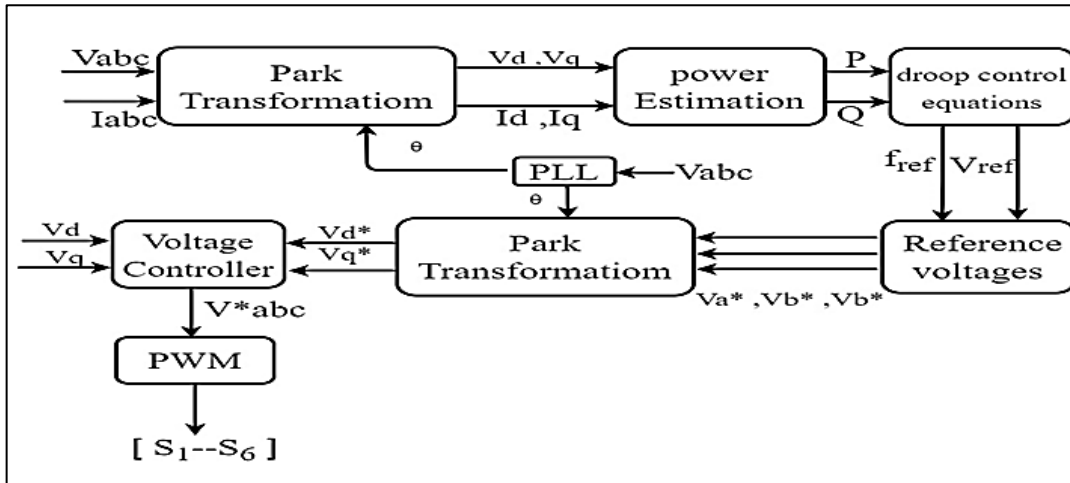 Vabc
Iabc
Park
Transformatiom
Vd ,Vq
Id ,Iq
power
Estimation
P
Q
droop control
equations
θ
PLL
Vabc
θ
fref
Vref
Vd
Vq
Voltage
Controller
Vd*
Vq*
Park
Transformatiom
Va* ,Vb* ,Vb*
Reference
voltages
V*abc
PWM
[ S1--S6 ]